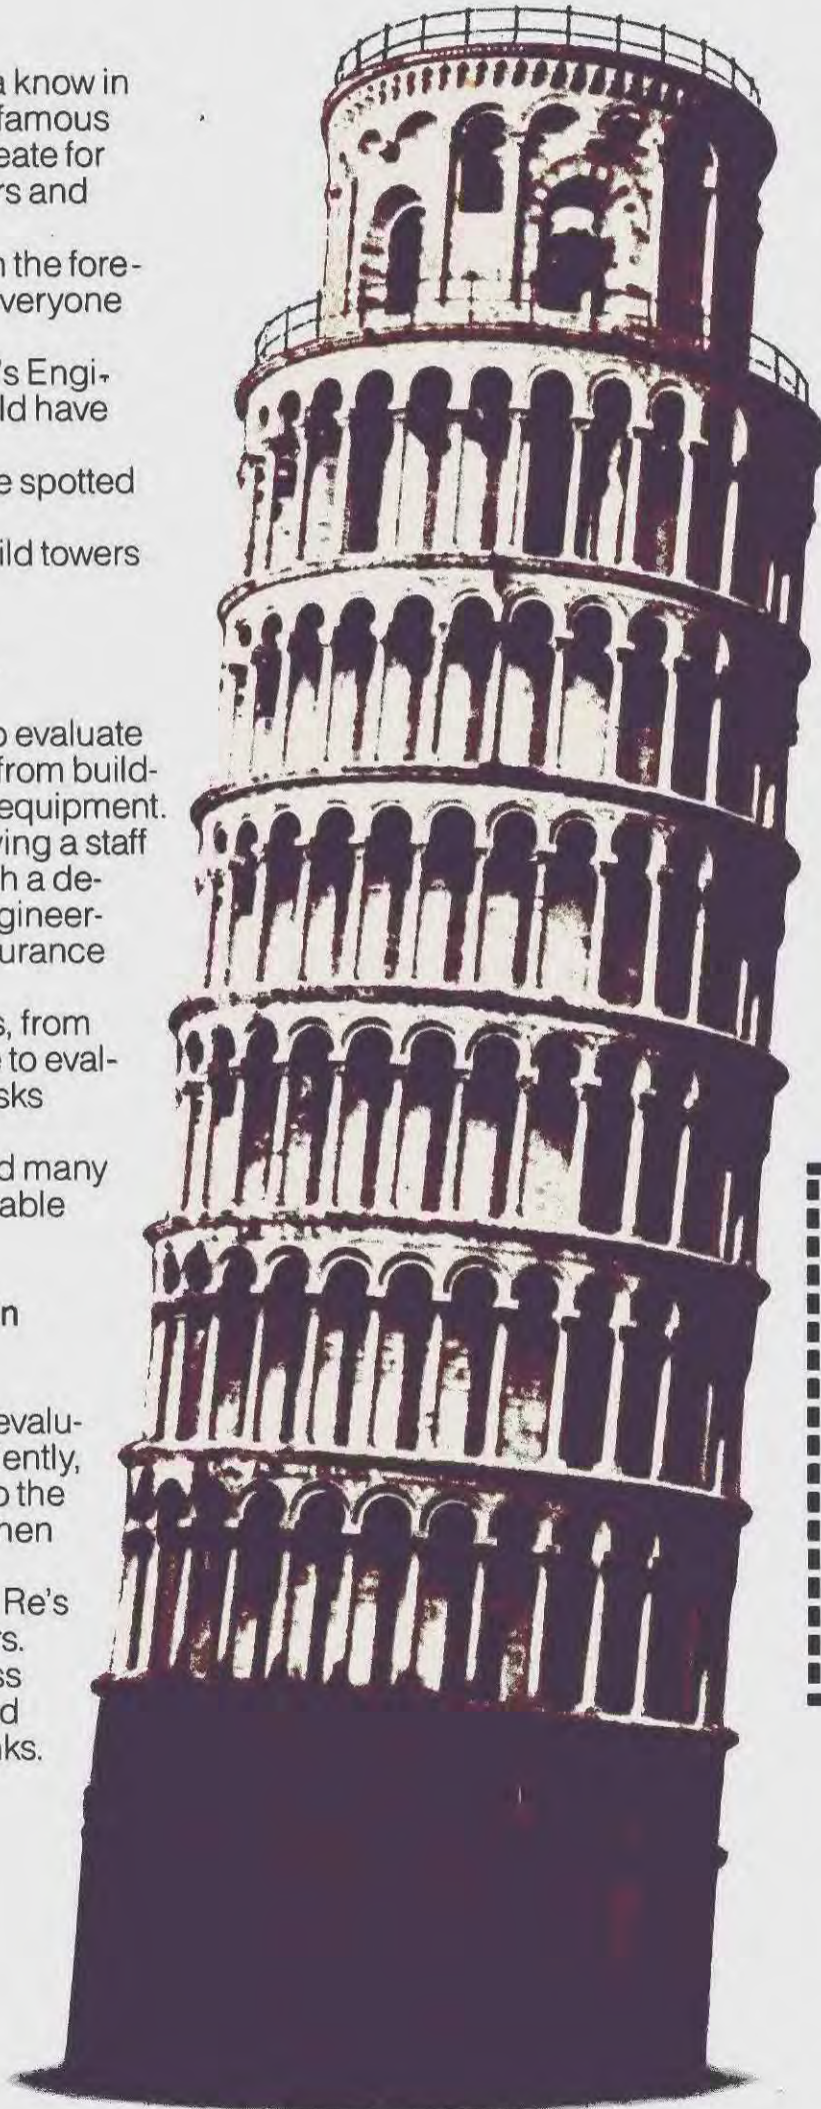 a know in
famous
eate for
rs and
n the fore-
everyone
's Engi-
ld have
e spotted
ild towers
o evaluate
from build-
equipment.
ving a staff
h a de-
gineer-
urance
s, from
e to eval-
sks
d many
able
n
evalu-
ently,
o the
hen
Re's
rs.
ss
d
nks.